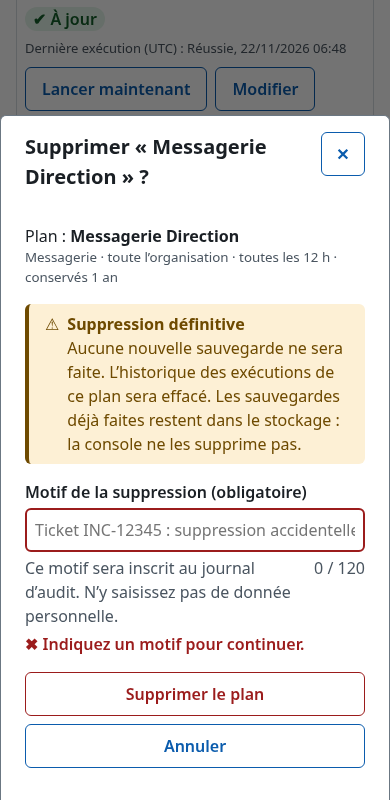 ✔ À jour
Dernière exécution (UTC) : Réussie, 22/11/2026 06:48
Lancer maintenant
Modifier
Supprimer « Messagerie
Direction » ?
×
Plan : Messagerie Direction
Messagerie · toute l’organisation · toutes les 12 h ·
conservés 1 an
⚠ Suppression définitive
Aucune nouvelle sauvegarde ne sera
faite. L’historique des exécutions de
ce plan sera effacé. Les sauvegardes
déjà faites restent dans le stockage :
la console ne les supprime pas.
Motif de la suppression (obligatoire)
Ticket INC-12345 : suppression accidentelle
Ce motif sera inscrit au journal
d’audit. N’y saisissez pas de donnée
personnelle.
0 / 120
✖ Indiquez un motif pour continuer.
Supprimer le plan
Annuler